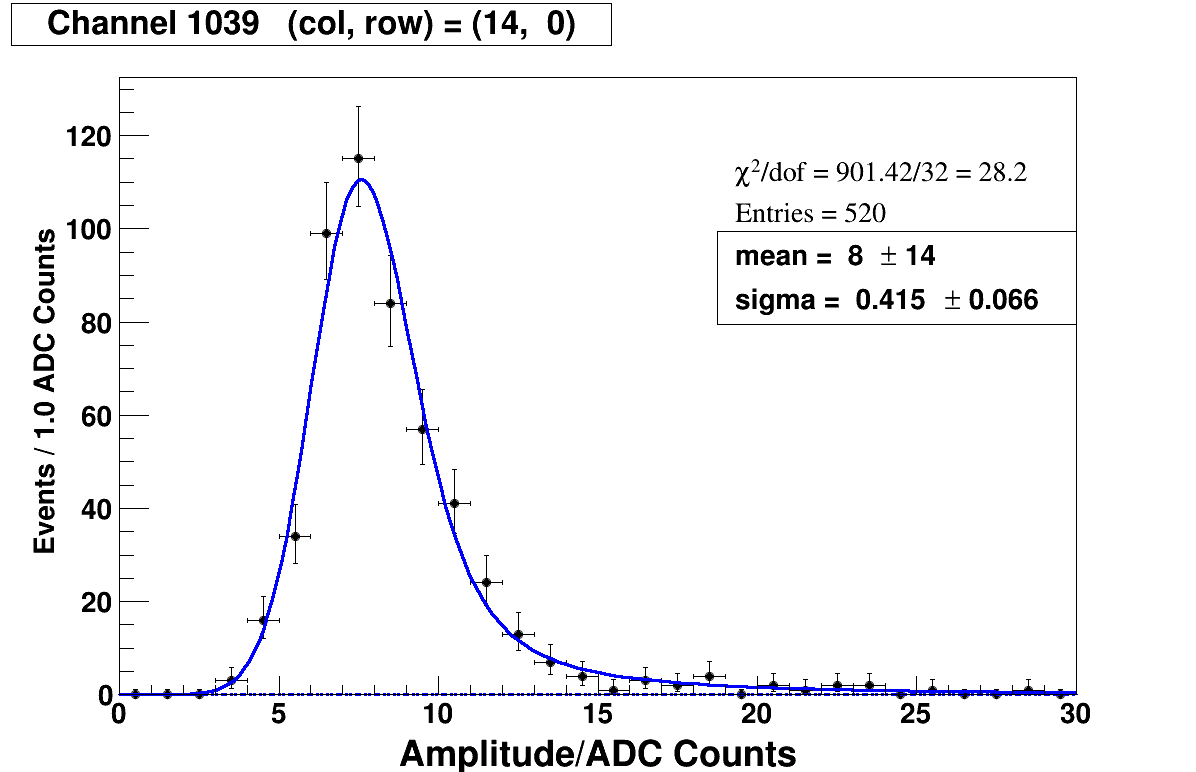 Channel 1039 (col, row) = (14, 0)
χ²/dof = 901.42/32 = 28.2
Entries = 520
mean = 8 ± 14
sigma = 0.415 ± 0.066
Events / 1.0 ADC Counts
120
100
80
60
40
20
0
0 5 10 15 20 25 30
Amplitude/ADC Counts